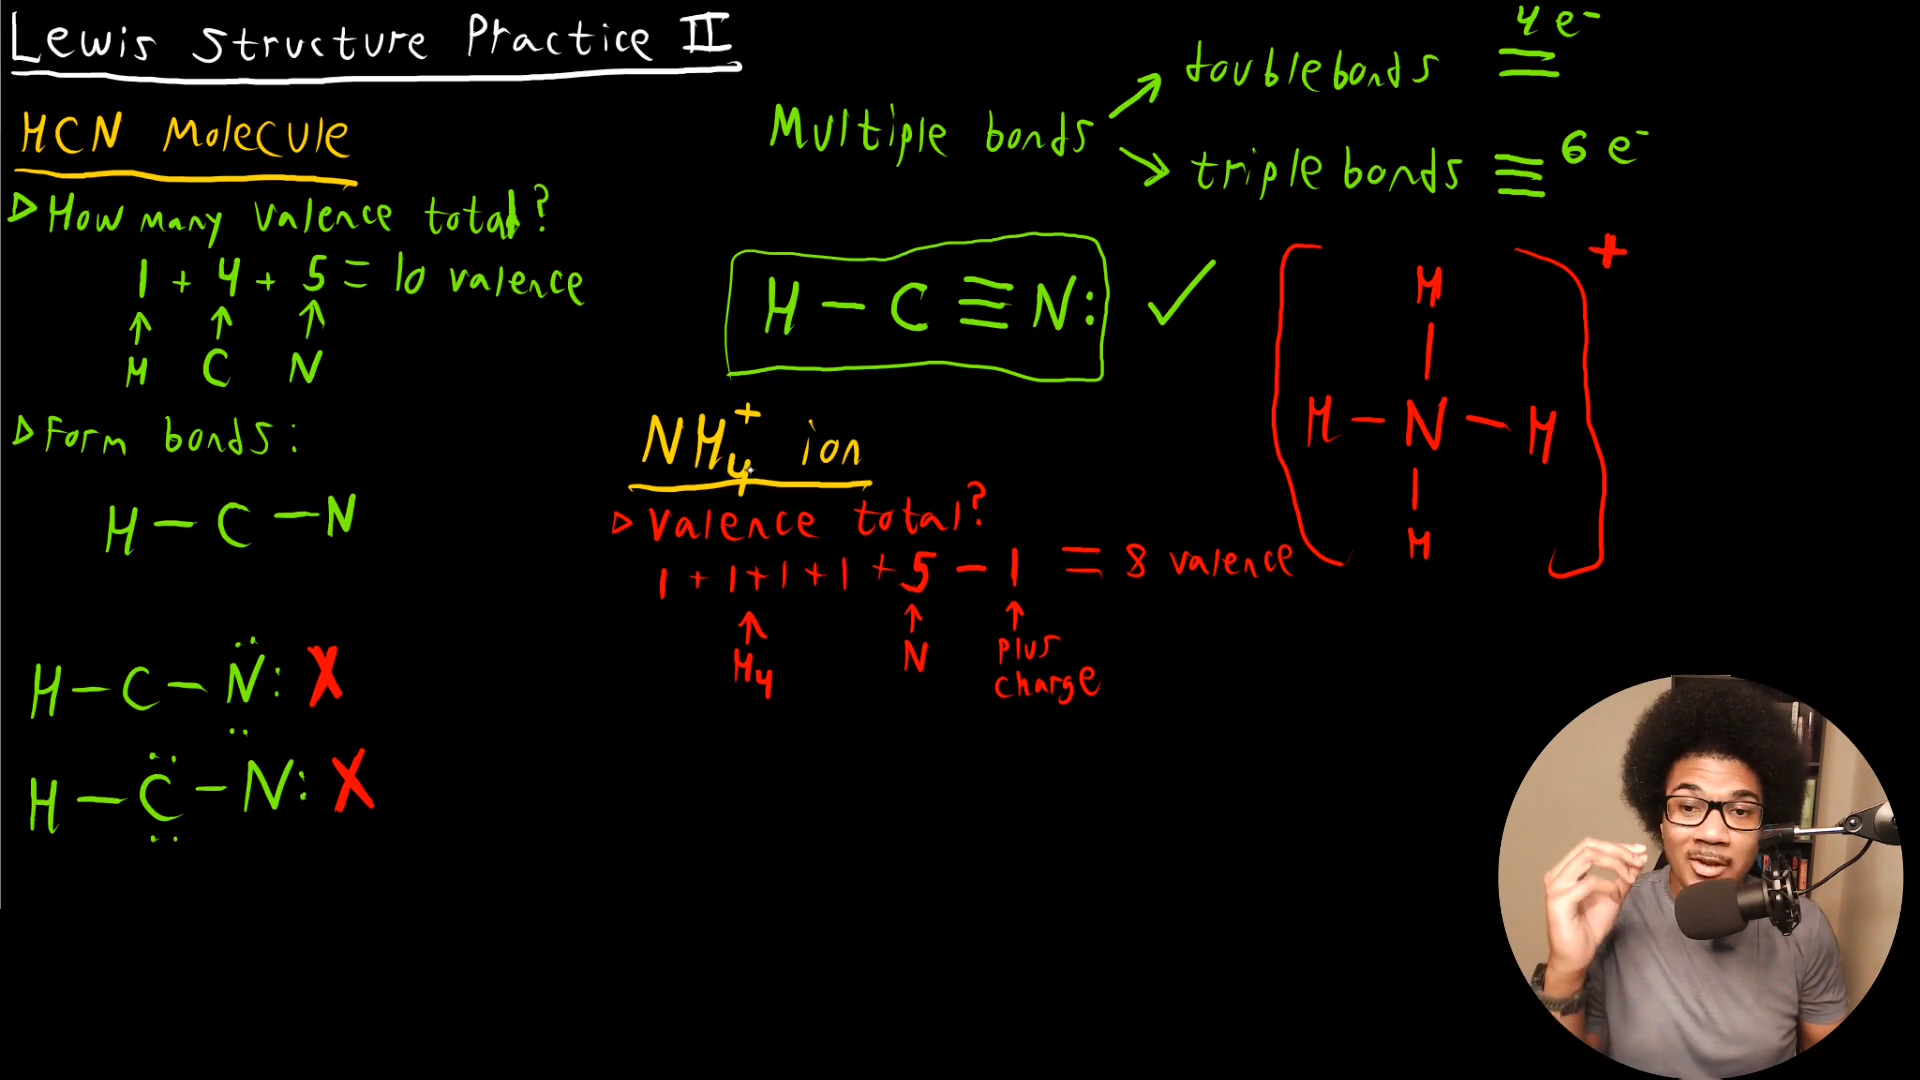 Lewis Structure Practice II
HCN Molecule
▷ How many valence total?
1 + 4 + 5 = 10 valence
↑ ↑ ↑
H C N
▷ Form bonds:
H – C – N
H – C – N̈: X
¨
H – C̈ – N: X
¨
Multiple bonds
doublebonds = 4 e⁻
triple bonds ≡ 6 e⁻
H – C ≡ N: ✓
NH₄⁺ ion
▷ Valence total?
1 + 1 + 1 + 1 + 5 – 1 = 8 valence
↑ ↑ ↑
H₄ N plus
charge
[ ]⁺
H
|
H – N – H
|
H